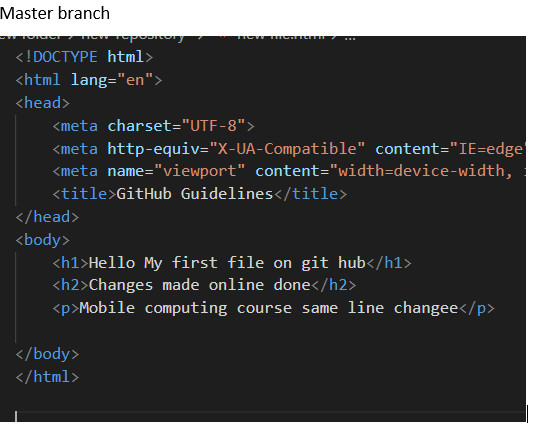 Master branch
new repository > new file.html > ...
<!DOCTYPE html>
<html lang="en">
<head>
<meta charset="UTF-8">
<meta http-equiv="X-UA-Compatible" content="IE=edge"
<meta name="viewport" content="width=device-width,
<title>GitHub Guidelines</title>
</head>
<body>
<h1>Hello My first file on git hub</h1>
<h2>Changes made online done</h2>
<p>Mobile computing course same line changee</p>
</body>
</html>